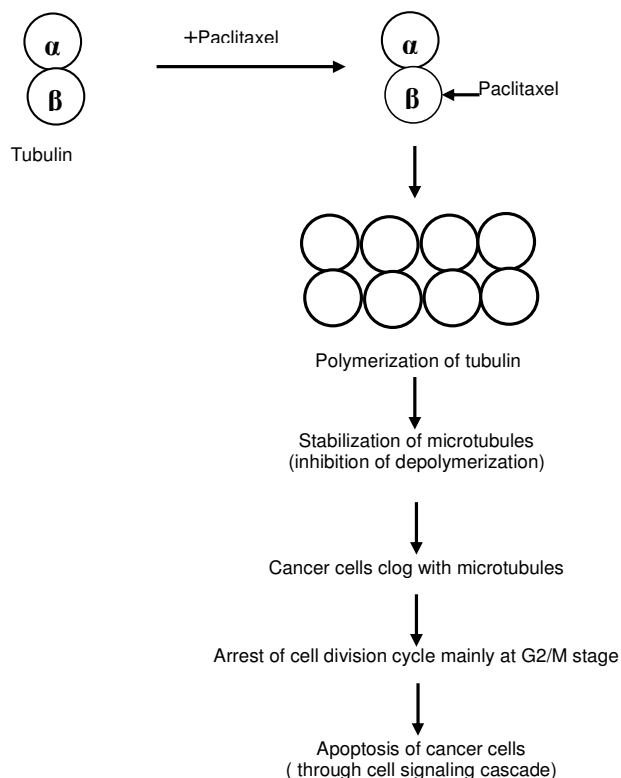 α
+Paclitaxel
α
β
β
Paclitaxel
Tubulin
Polymerization of tubulin
Stabilization of microtubules
(inhibition of depolymerization)
Cancer cells clog with microtubules
Arrest of cell division cycle mainly at G2/M stage
Apoptosis of cancer cells
( through cell signaling cascade)